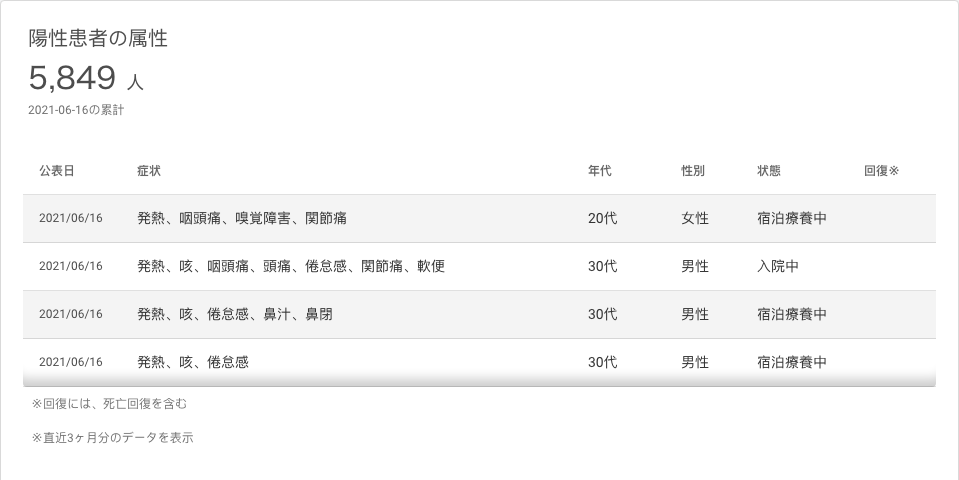 陽性患者の属性
5,849 人
2021-06-16の累計
公表日 症状 年代 性別 状態 回復※
2021/06/16 発熱、咽頭痛、嗅覚障害、関節痛 20代 女性 宿泊療養中
2021/06/16 発熱、咳、咽頭痛、頭痛、倦怠感、関節痛、軟便 30代 男性 入院中
2021/06/16 発熱、咳、倦怠感、鼻汁、鼻閉 30代 男性 宿泊療養中
2021/06/16 発熱、咳、倦怠感 30代 男性 宿泊療養中
※回復には、死亡回復を含む
※直近3ヶ月分のデータを表示